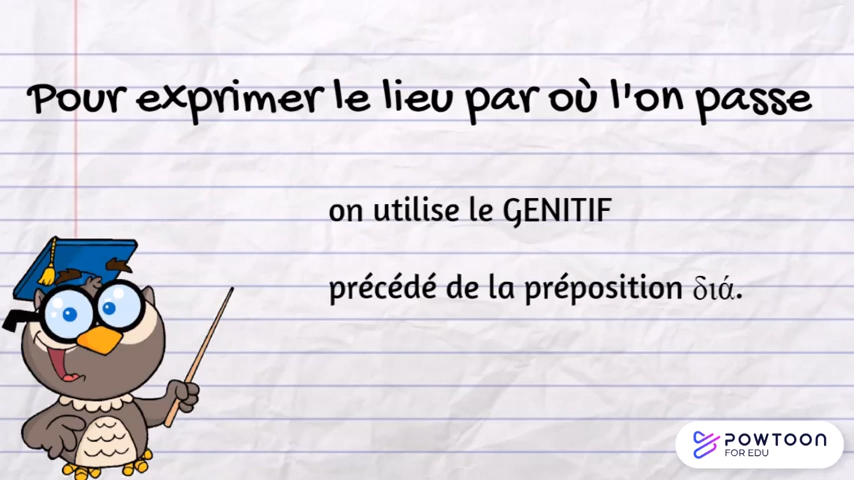 Pour exprimer le lieu par où l'on passe
on utilise le GENITIF
précédé de la préposition διά.
POWTOON
FOR EDU